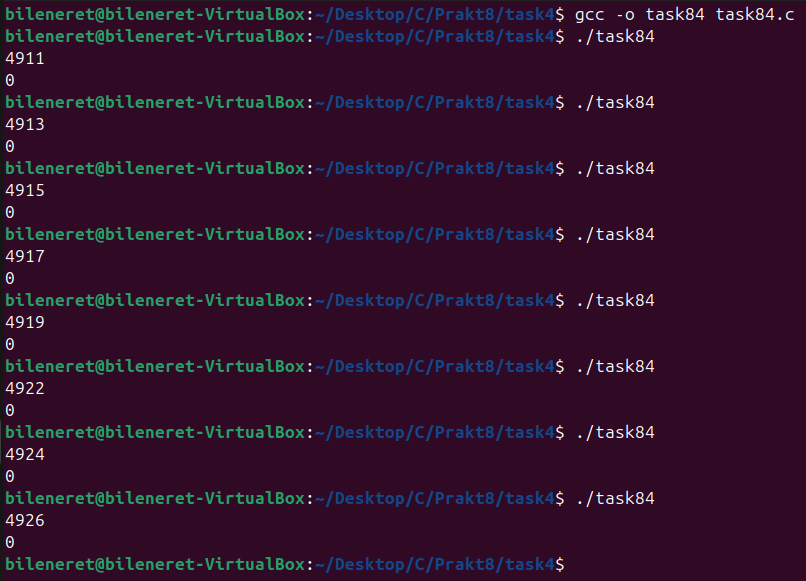 bileneret@bileneret-VirtualBox:~/Desktop/C/Prakt8/task4$ gcc -o task84 task84.c
bileneret@bileneret-VirtualBox:~/Desktop/C/Prakt8/task4$ ./task84
4911
0
bileneret@bileneret-VirtualBox:~/Desktop/C/Prakt8/task4$ ./task84
4913
0
bileneret@bileneret-VirtualBox:~/Desktop/C/Prakt8/task4$ ./task84
4915
0
bileneret@bileneret-VirtualBox:~/Desktop/C/Prakt8/task4$ ./task84
4917
0
bileneret@bileneret-VirtualBox:~/Desktop/C/Prakt8/task4$ ./task84
4919
0
bileneret@bileneret-VirtualBox:~/Desktop/C/Prakt8/task4$ ./task84
4922
0
bileneret@bileneret-VirtualBox:~/Desktop/C/Prakt8/task4$ ./task84
4924
0
bileneret@bileneret-VirtualBox:~/Desktop/C/Prakt8/task4$ ./task84
4926
0
bileneret@bileneret-VirtualBox:~/Desktop/C/Prakt8/task4$